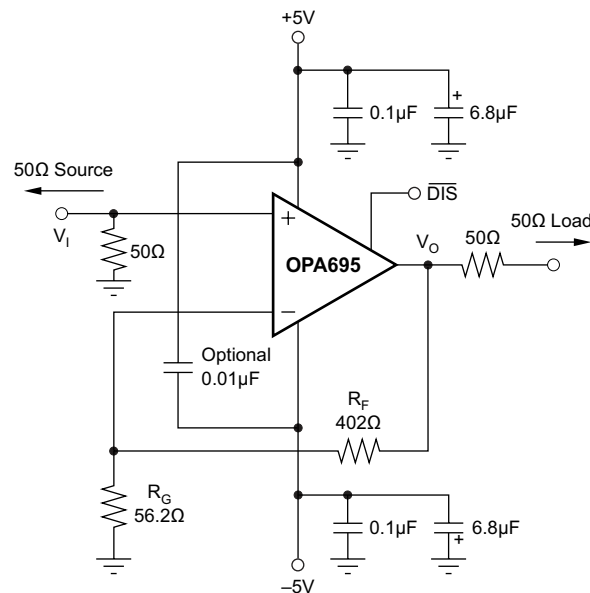 +5V
+
0.1µF
6.8µF
50Ω Source
DIS
50Ω Load
V_I
+
50Ω
OPA695
V_O
50Ω
−
Optional
0.01µF
R_F
402Ω
R_G
56.2Ω
0.1µF
6.8µF
+
–5V